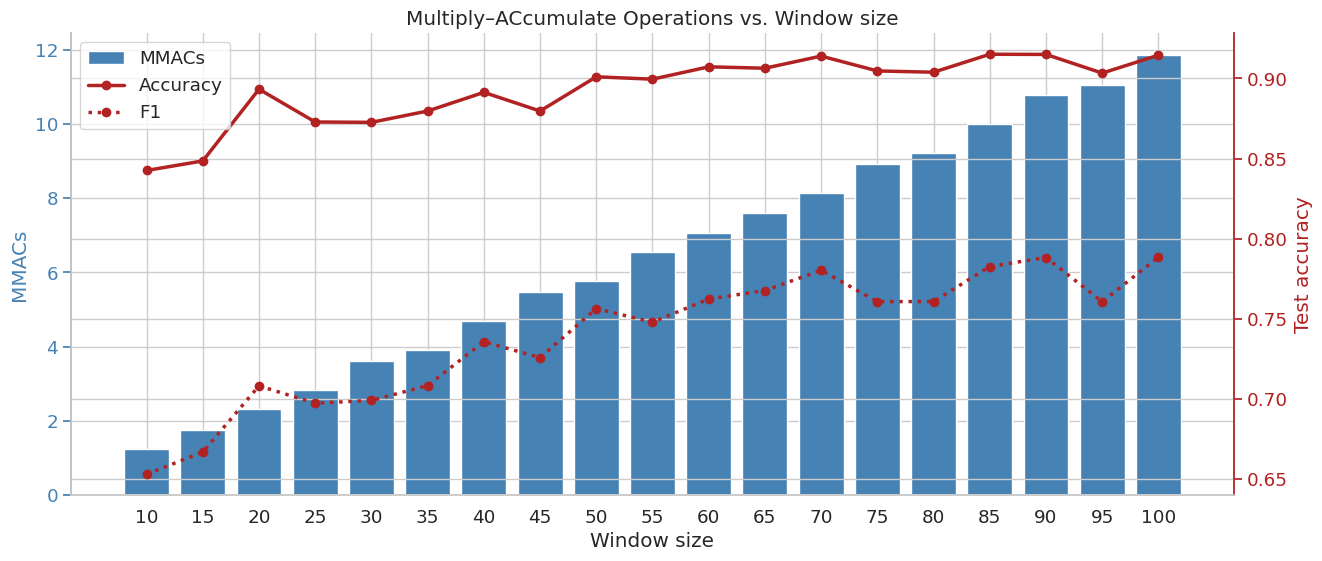 Multiply–ACcumulate Operations vs. Window size
MMACs
Accuracy
F1
MMACs
12
10
8
6
4
2
0
0.90
0.85
0.80
0.75
0.70
0.65
Test accuracy
10 15 20 25 30 35 40 45 50 55 60 65 70 75 80 85 90 95 100
Window size